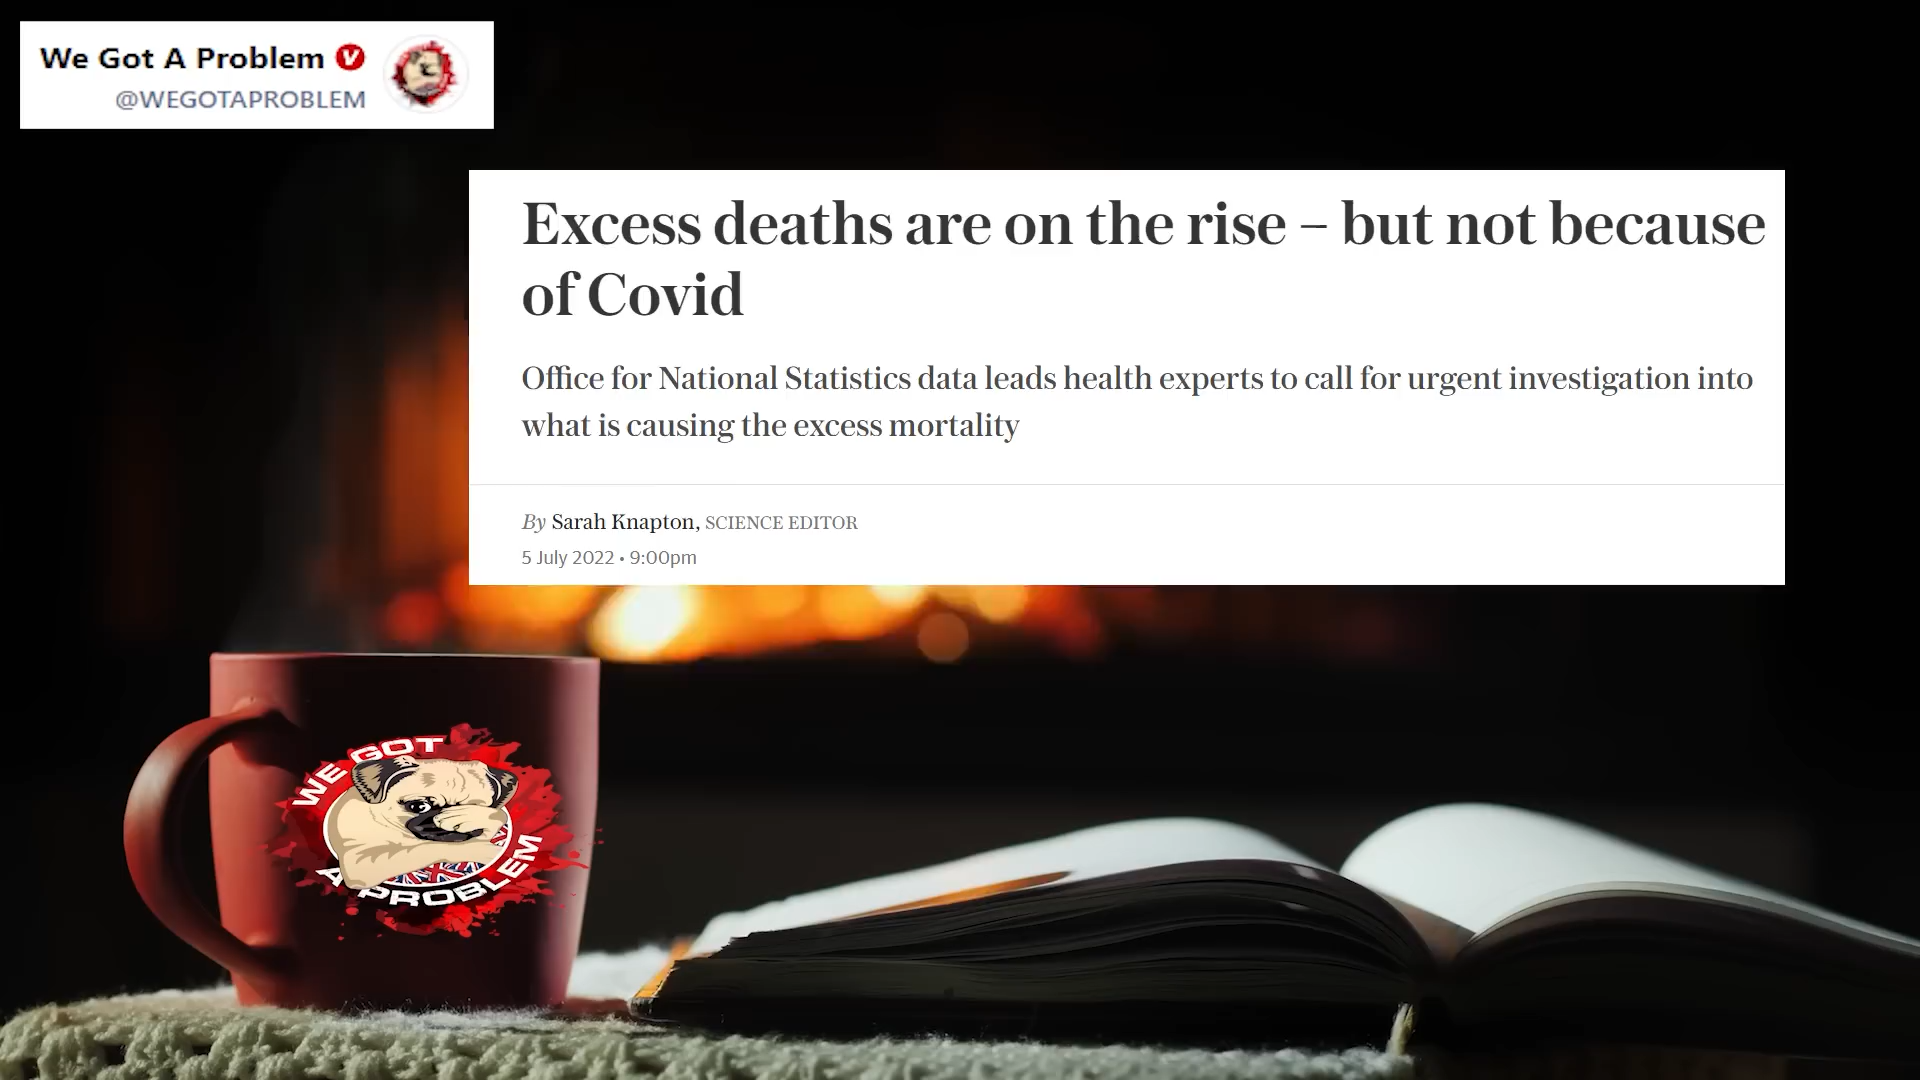 We Got A Problem
@WEGOTAPROBLEM
Excess deaths are on the rise – but not because
of Covid
Office for National Statistics data leads health experts to call for urgent investigation into
what is causing the excess mortality
By Sarah Knapton, SCIENCE EDITOR
5 July 2022 • 9:00pm
WE GOT
A PROBLEM